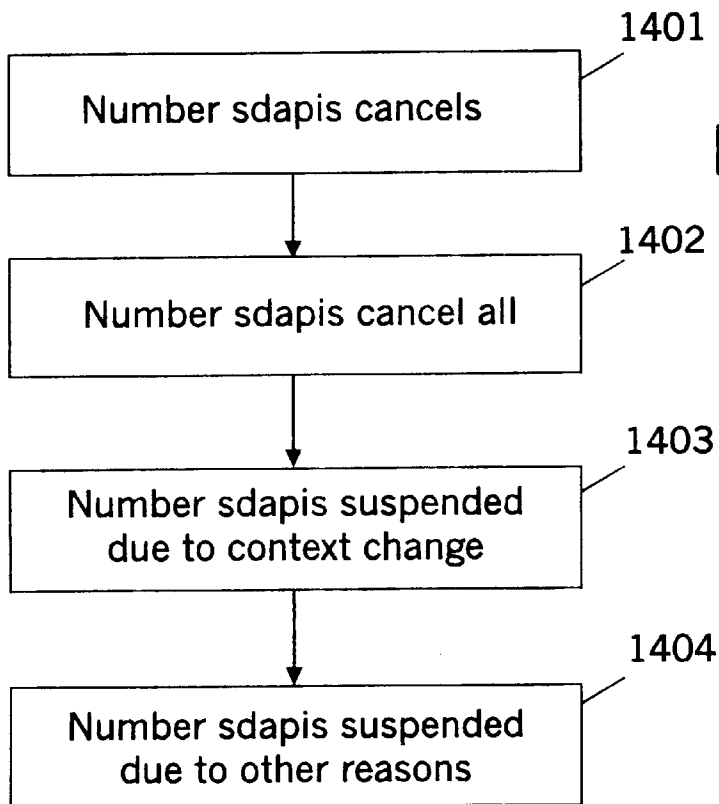 1401
Number sdapis cancels
1402
Number sdapis cancel all
1403
Number sdapis suspended
due to context change
1404
Number sdapis suspended
due to other reasons